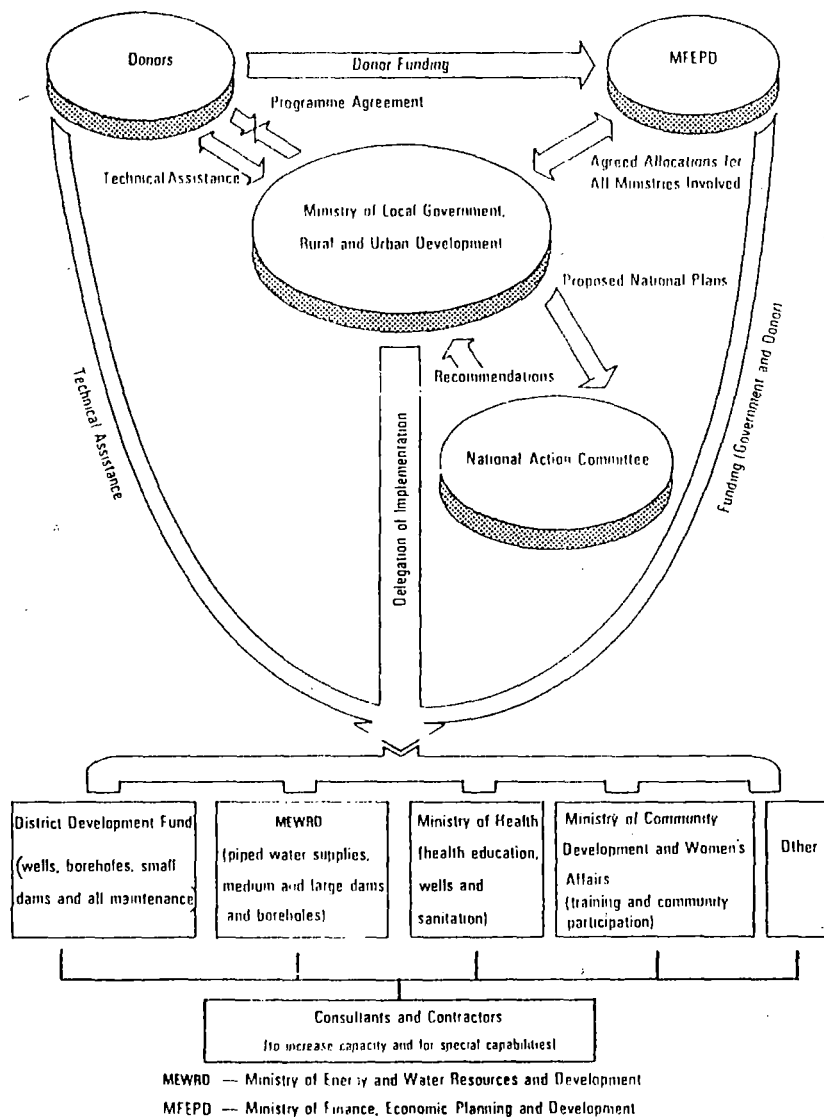 Donors
Donor Funding
MFEPD
Programme Agreement
Technical Assistance
Agreed Allocations for
All Ministries Involved
Ministry of Local Government,
Rural and Urban Development
Proposed National Plans
Recommendations
National Action Committee
Technical Assistance
Delegation of Implementation
Funding (Government and Donor)
District Development Fund
(wells, boreholes, small
dams and all maintenance)
MEWRD
(piped water supplies,
medium and large dams
and boreholes)
Ministry of Health
(health education,
wells and
sanitation)
Ministry of Community
Development and Women's
Affairs
(training and community
participation)
Other
Consultants and Contractors
(to increase capacity and for special capabilities)
MEWRD — Ministry of Energy and Water Resources and Development
MFEPD — Ministry of Finance, Economic Planning and Development